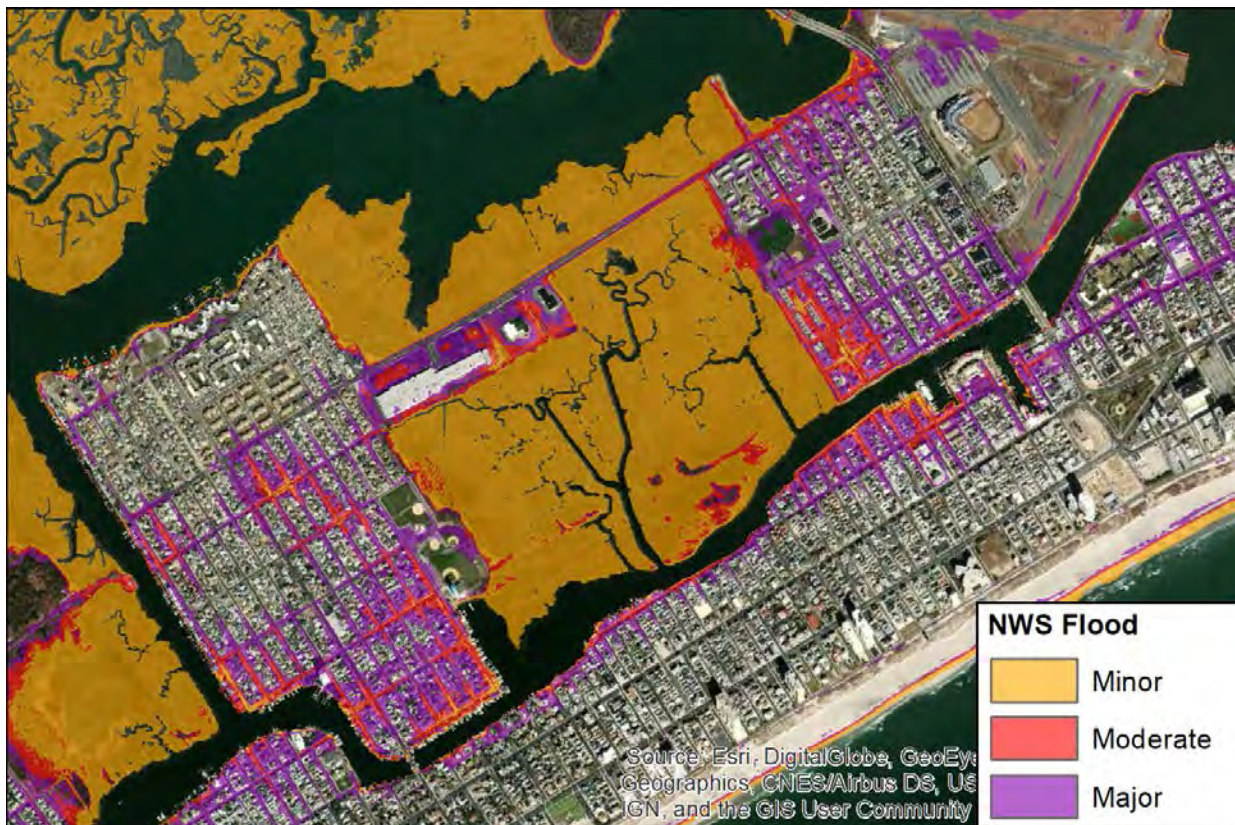 NWS Flood
Minor
Moderate
Major
Source: Esri, DigitalGlobe, GeoEye
Geographics, CNES/Airbus DS, US
IGN, and the GIS User Community